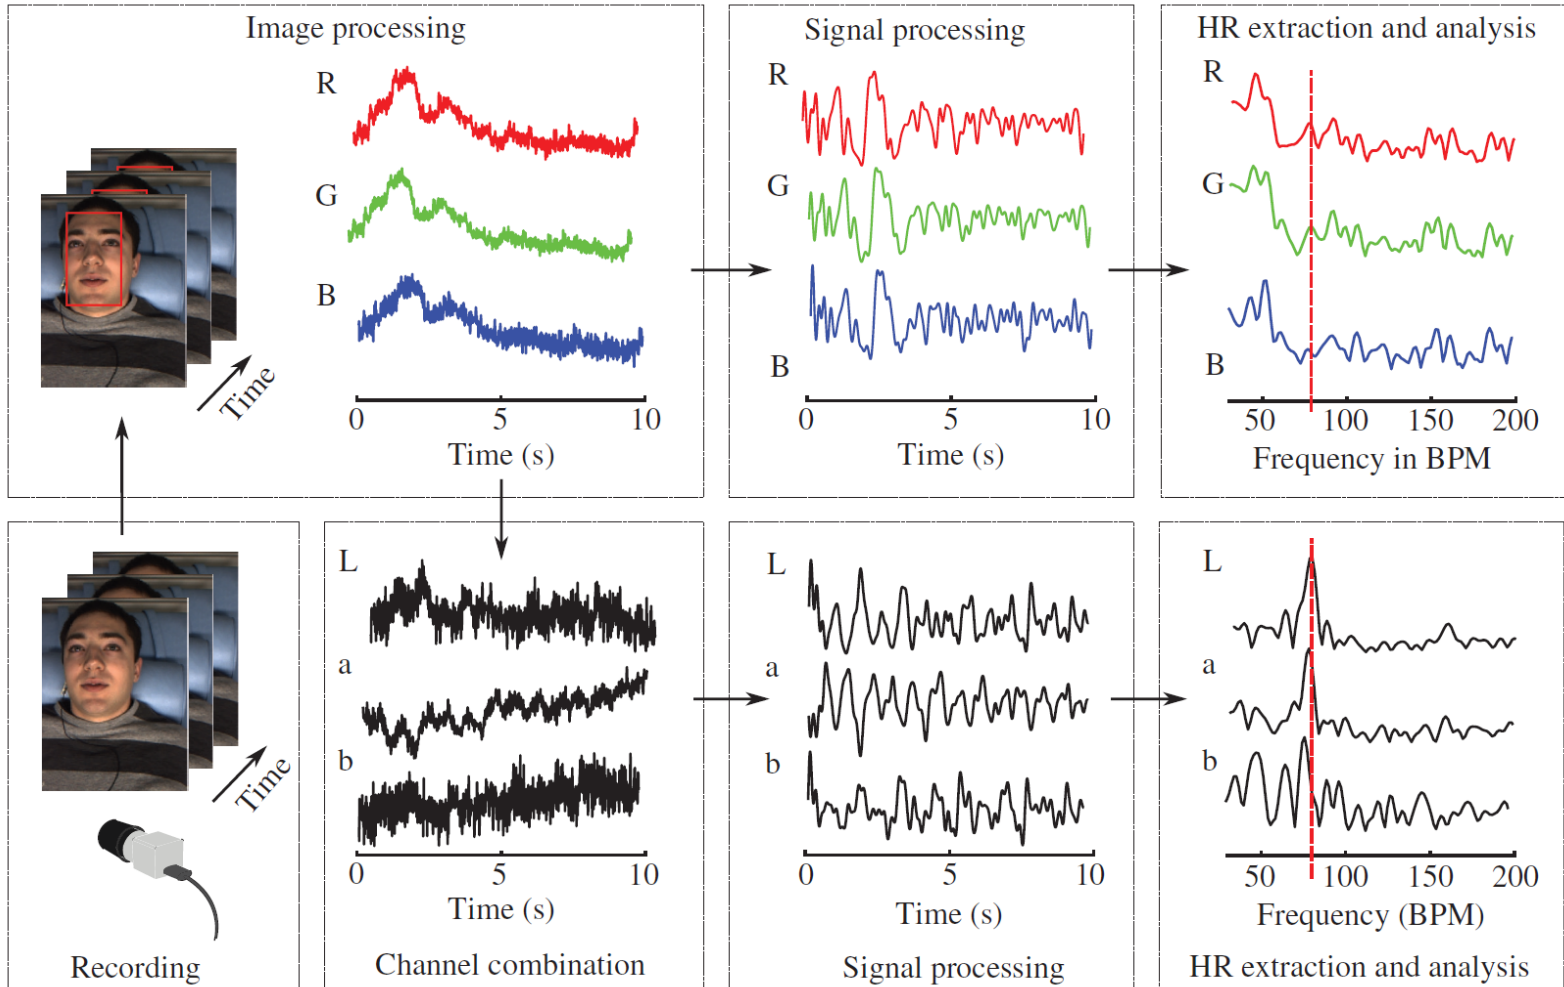 Image processing
R
G
B
Time
0 5 10
Time (s)
Signal processing
R
G
B
0 5 10
Time (s)
HR extraction and analysis
R
G
B
50 100 150 200
Frequency in BPM
Time
Recording
L
a
b
0 5 10
Time (s)
Channel combination
L
a
b
0 5 10
Time (s)
Signal processing
L
a
b
50 100 150 200
Frequency (BPM)
HR extraction and analysis